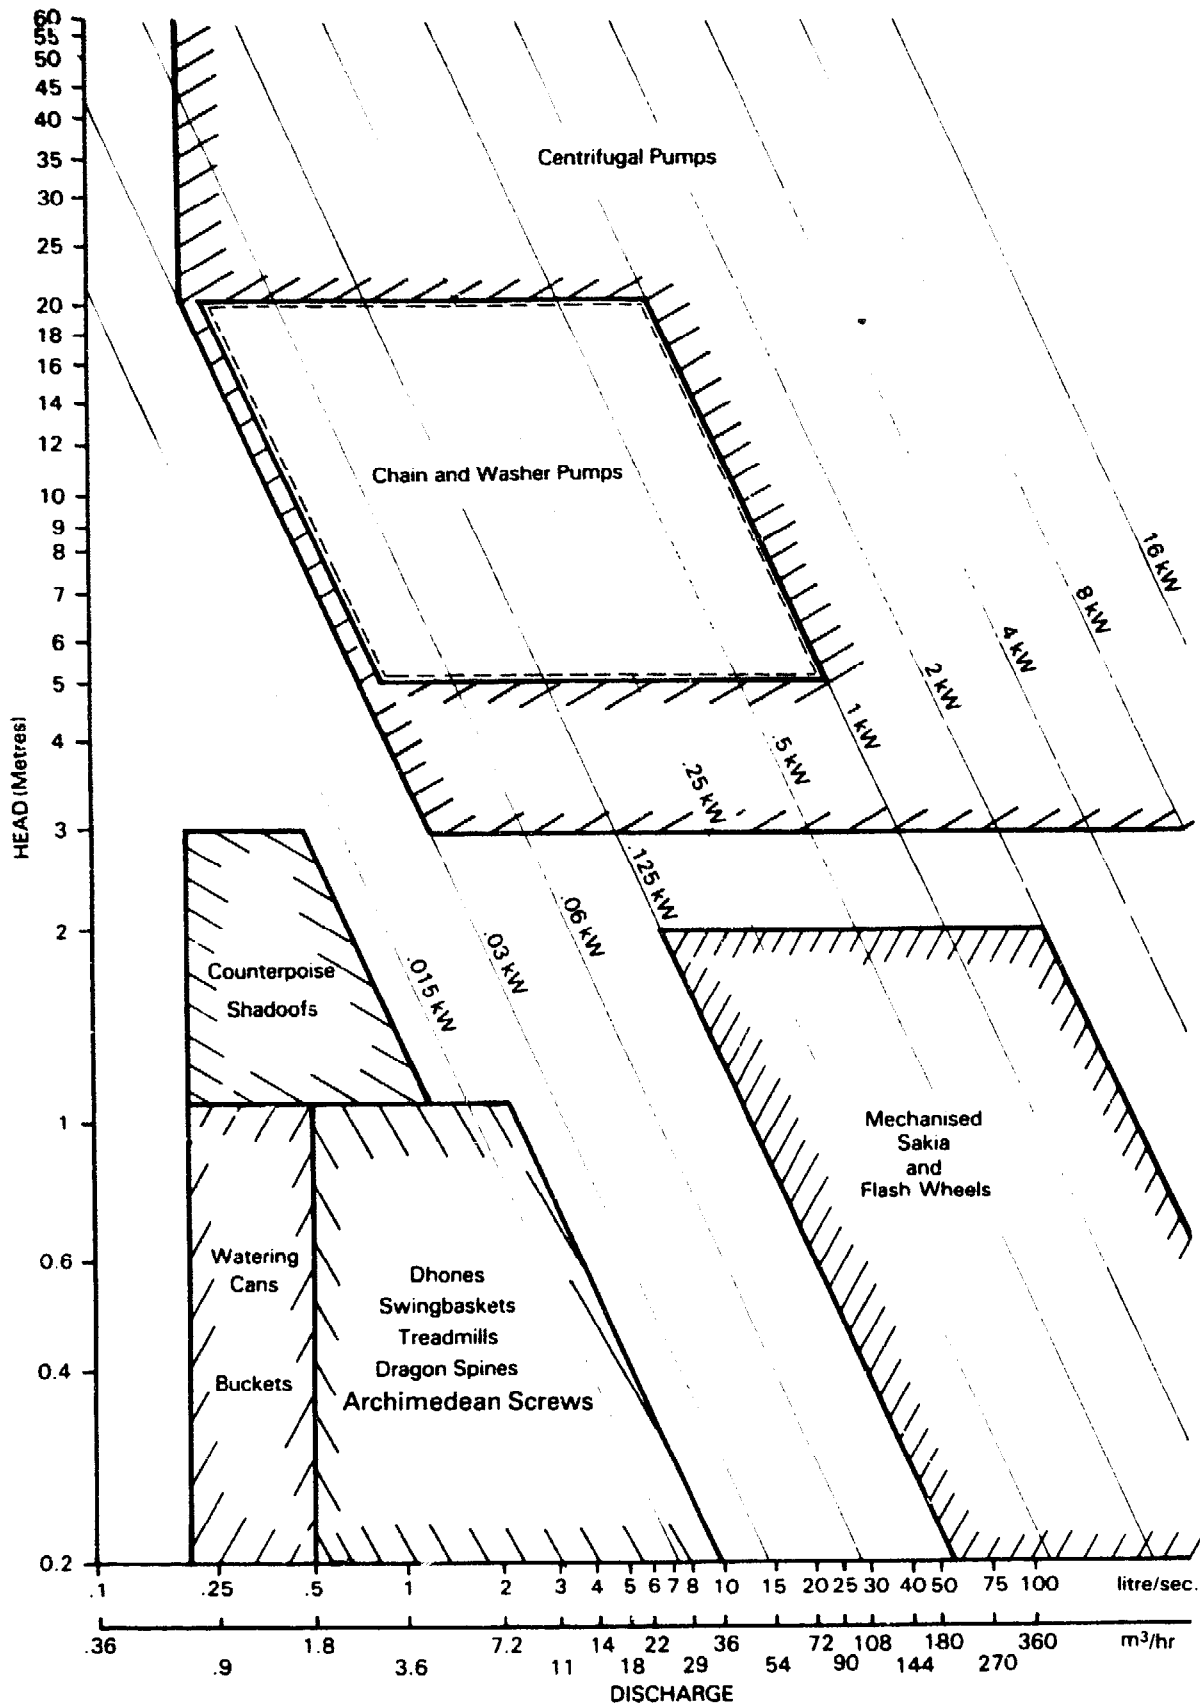 60
55
50
45
40
35
30
25
20
18
16
14
12
10
9
8
7
6
5
4
3
2
1
0.6
0.4
0.2
HEAD (Metres)
Centrifugal Pumps
Chain and Washer Pumps
16 kW
8 kW
4 kW
2 kW
1 kW
.5 kW
.25 kW
.125 kW
.06 kW
.03 kW
.015 kW
Counterpoise
Shadoofs
Mechanised
Sakia
and
Flash Wheels
Watering
Cans
Buckets
Dhones
Swingbaskets
Treadmills
Dragon Spines
Archimedean Screws
.1 .25 .5 1 2 3 4 5 6 7 8 10 15 20 25 30 40 50 75 100 litre/sec.
.36 1.8 7.2 14 22 36 72 108 180 360 m³/hr
.9 3.6 11 18 29 54 90 144 270
DISCHARGE